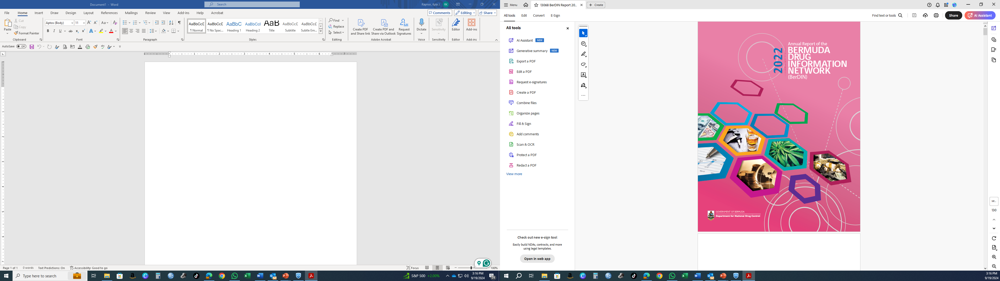 Document1 - Word
Search
Raynor, Kyla J.
RK
File Home Insert Draw Design Layout References Mailings Review View Add-ins Help Acrobat
Comments
Editing
Share
Paste
Cut
Copy
Format Painter
Clipboard
Aptos (Body)
11
Font
Paragraph
AaBbCcD
¶ Normal
AaBbCcD
¶ No Spac...
AaBbC
Heading 1
AaBbCcI
Heading 2
AaB
Title
AaBbCcD
Subtitle
AaBbCcD
Subtle Em...
Styles
Find
Replace
Select
Editing
Create PDF
and Share link
Create PDF and
Share via Outlook
Request
Signatures
Adobe Acrobat
Dictate
Voice
Sensitivity
Sensitivity
Editor
Editor
Add-ins
Add-ins
AutoSave
Off
Page 1 of 1
0 words
Text Predictions: On
Accessibility: Good to go
Focus
100%
Type here to search
S&P 500 +2.00%
3:16 PM
9/19/2024
28
Menu
13068 BerDIN Report 20...
Create
All tools
Edit
Convert
E-Sign
Find text or tools
Share
AI Assistant
All tools
AI Assistant NEW
Generative summary NEW
Export a PDF
Edit a PDF
Request e-signatures
Create a PDF
Combine files
Organize pages
Fill & Sign
Add comments
Scan & OCR
Protect a PDF
Redact a PDF
View more
Check out new e-sign tool
Easily build NDAs, contracts, and more
using legal templates.
Open in web app
2022
Annual Report of the
BERMUDA
DRUG
INFORMATION
NETWORK
(BerDIN)
GOVERNMENT OF BERMUDA
Department for National Drug Control
se...
130
3:16 PM
9/19/2024